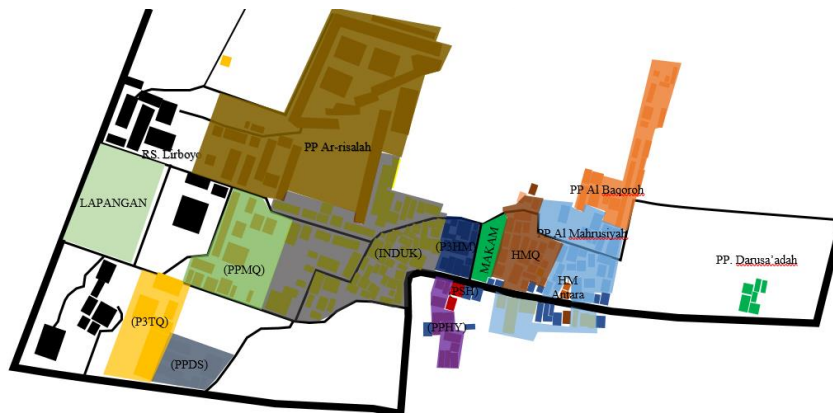 RS. Lirboyo
PP Ar-risalah
LAPANGAN
PP Al Baqoroh
(PPMQ)
(INDUK)
(P3HM)
MAKAM
HMQ
PP Al Mahrusiyah
PP. Darusa'adah
HM
Antara
(P3TQ)
(PPHY)
(PPDS)